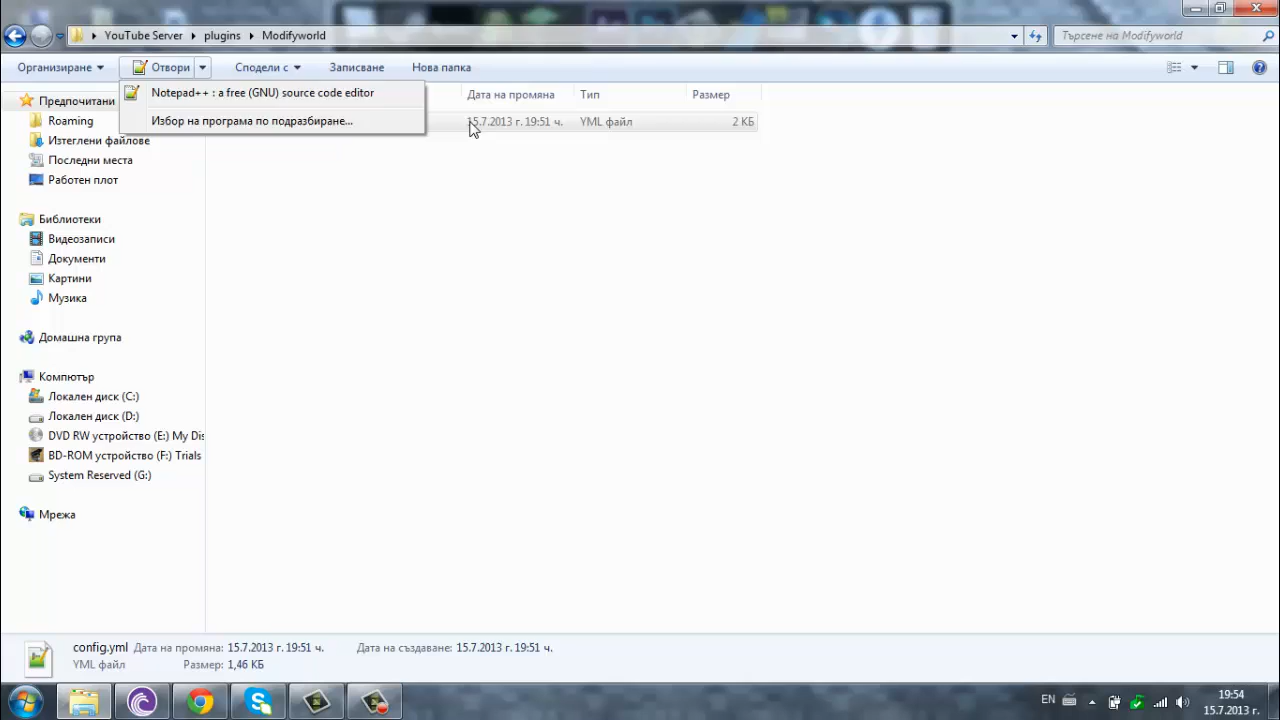 YouTube Server
plugins
Modifyworld
Търсене на Modifyworld
Организиране
Отвори
Сподели с
Записване
Нова папка
Notepad++ : a free (GNU) source code editor
Избор на програма по подразбиране...
Дата на промяна
Тип
Размер
15.7.2013 г. 19:51 ч.
YML файл
2 КБ
Предпочитани
Roaming
Изтеглени файлове
Последни места
Работен плот
Библиотеки
Видеозаписи
Документи
Картини
Музика
Домашна група
Компютър
Локален диск (C:)
Локален диск (D:)
DVD RW устройство (E:) My Dis
BD-ROM устройство (F:) Trials
System Reserved (G:)
Мрежа
config.yml Дата на промяна: 15.7.2013 г. 19:51 ч. Дата на създаване: 15.7.2013 г. 19:51 ч.
YML файл Размер: 1,46 КБ
EN
19:54
15.7.2013 г.